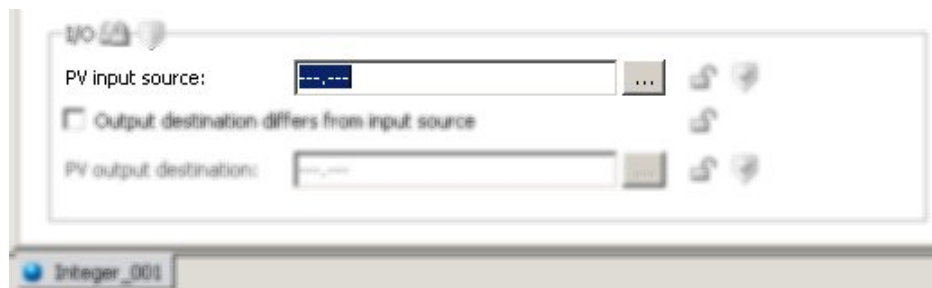 I/O
PV input source: ---.--- ...
Output destination differs from input source
PV output destination: ---.--- ...
Integer_001